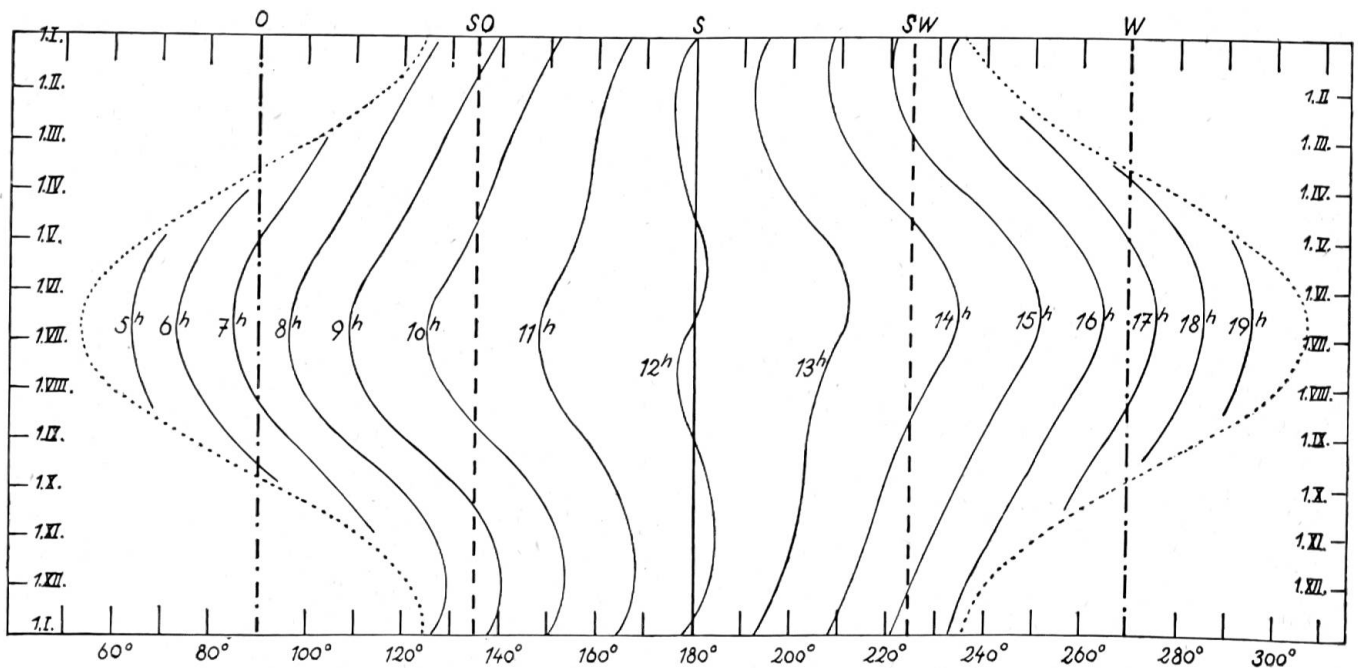 O SO S SW W
1.I.
1.II. 1.II
1.III. 1.III.
1.IV. 1.IV.
1.V. 1.V.
1.VI. 1.VI.
5h 6h 7h 8h 9h 10h 11h 12h 13h 14h 15h 16h 17h 18h 19h
1.VII. 1.VII.
1.VIII. 1.VIII.
1.IX. 1.IX.
1.X. 1.X.
1.XI. 1.XI.
1.XII. 1.XII.
1.I.
60° 80° 100° 120° 140° 160° 180° 200° 220° 240° 260° 280° 300°